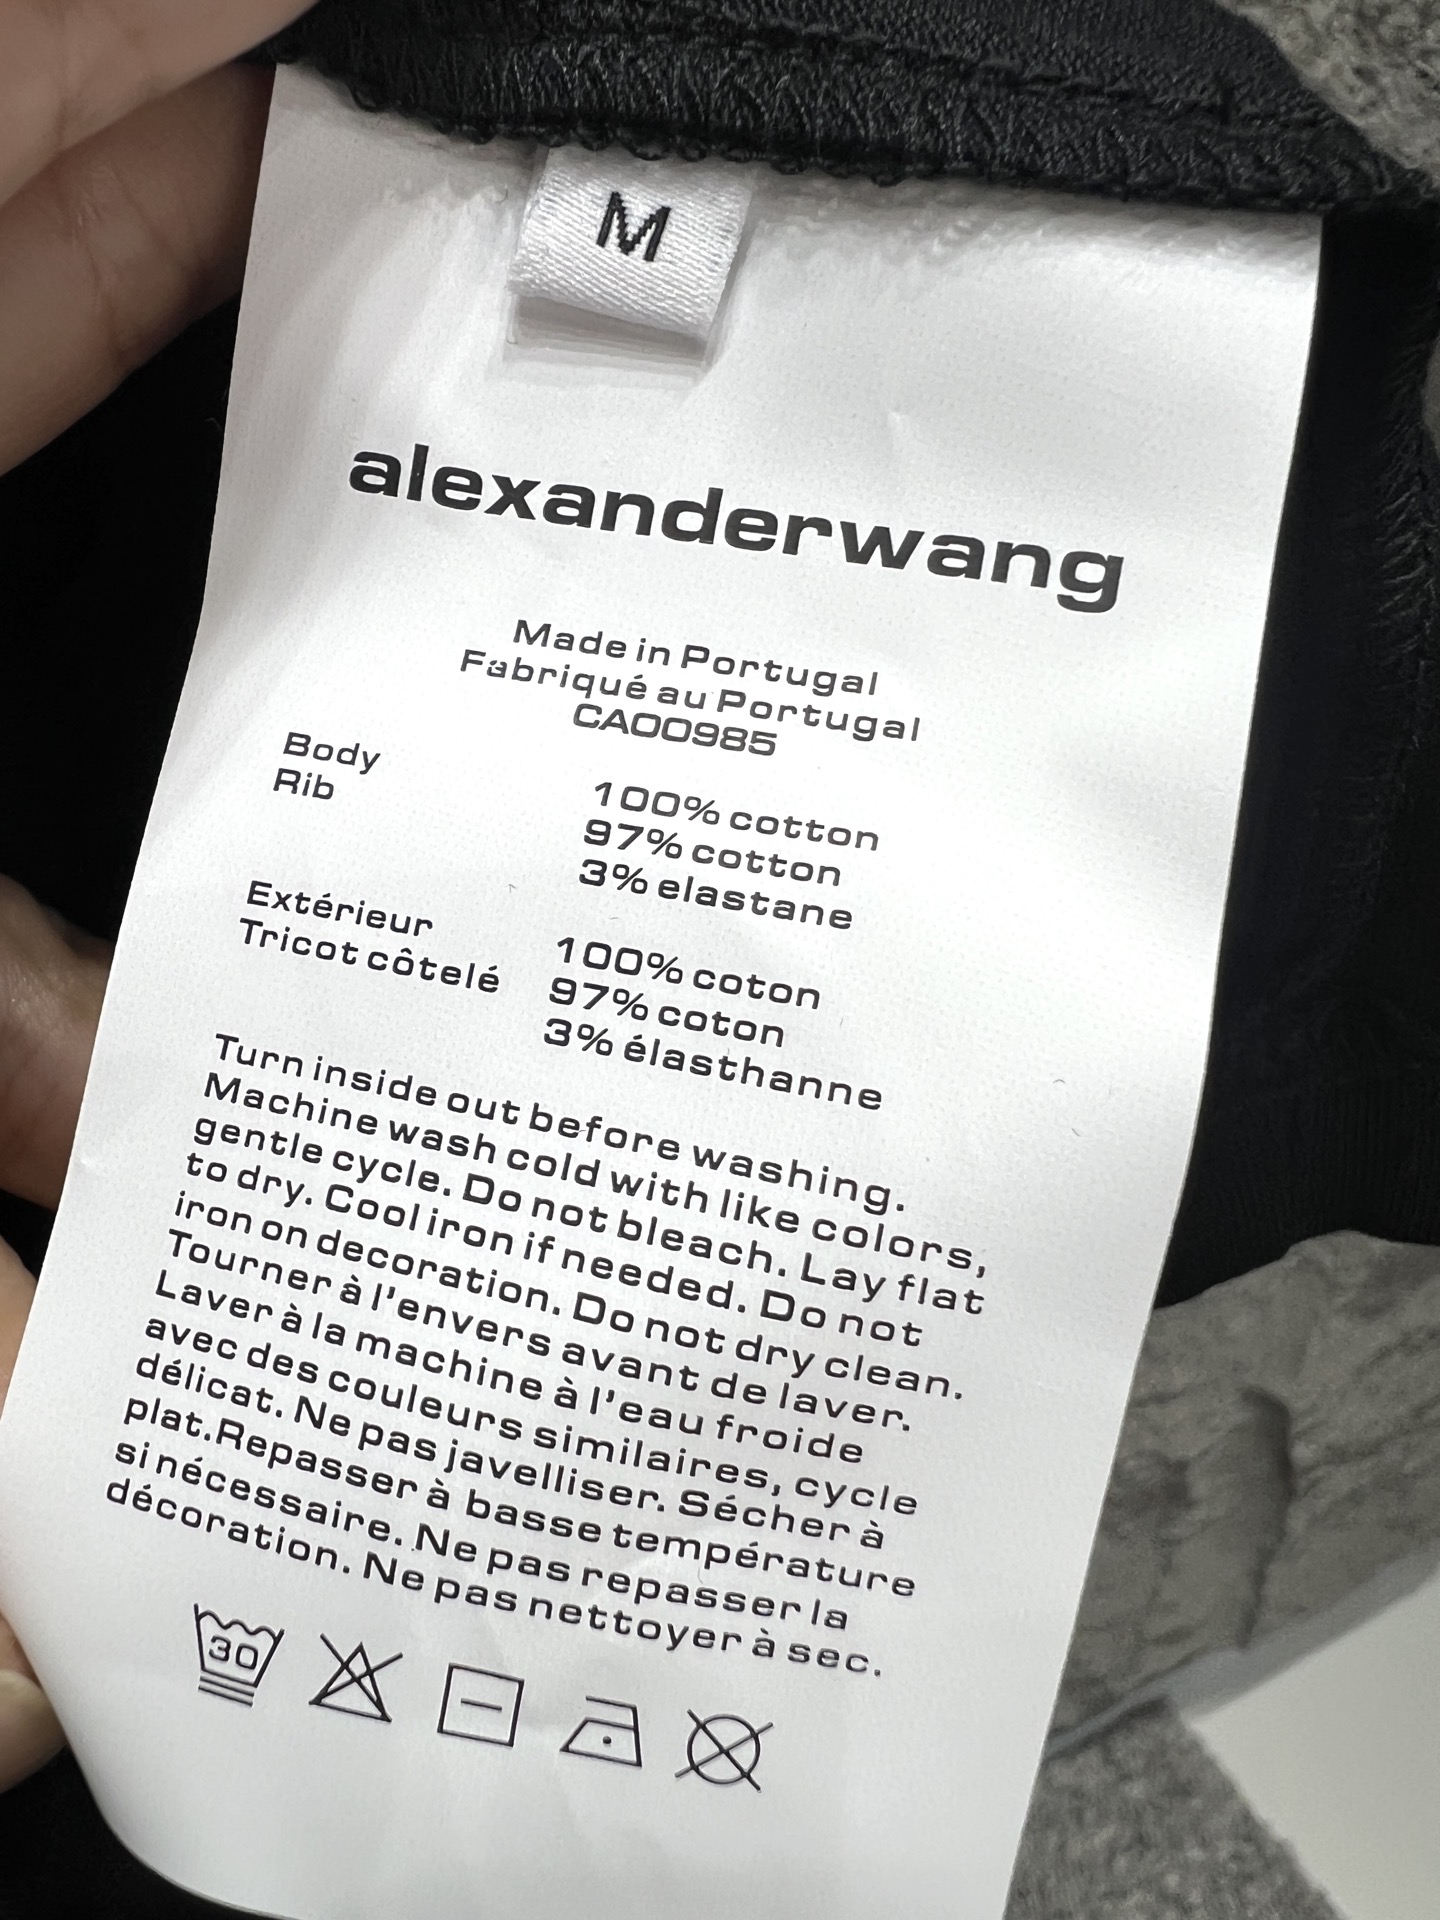 M
alexanderwang
Made in Portugal
Fabriqué au Portugal
CA00985
Body 100% cotton
Rib 97% cotton
3% elastane
Extérieur 100% coton
Tricot côtelé 97% coton
3% élasthanne
Turn inside out before washing.
Machine wash cold with like colors,
gentle cycle. Do not bleach. Lay flat
to dry. Cool iron if needed. Do not
iron on decoration. Do not dry clean.
Tourner à l'envers avant de laver.
Laver à la machine à l'eau froide
avec des couleurs similaires, cycle
délicat. Ne pas javelliser. Sécher à
plat.Repasser à basse température
si nécessaire. Ne pas repasser la
décoration. Ne pas nettoyer à sec.
30